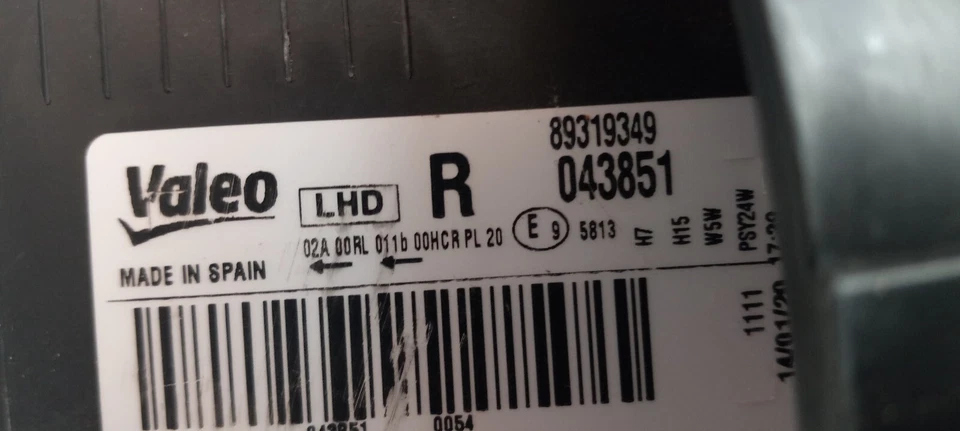 89319349
Valeo LHD R 043851
02A 00RL 011b 00HCR PL 20 E 9 5813
MADE IN SPAIN
H7
H15
W5W
PSY24W
1111
043851 0054